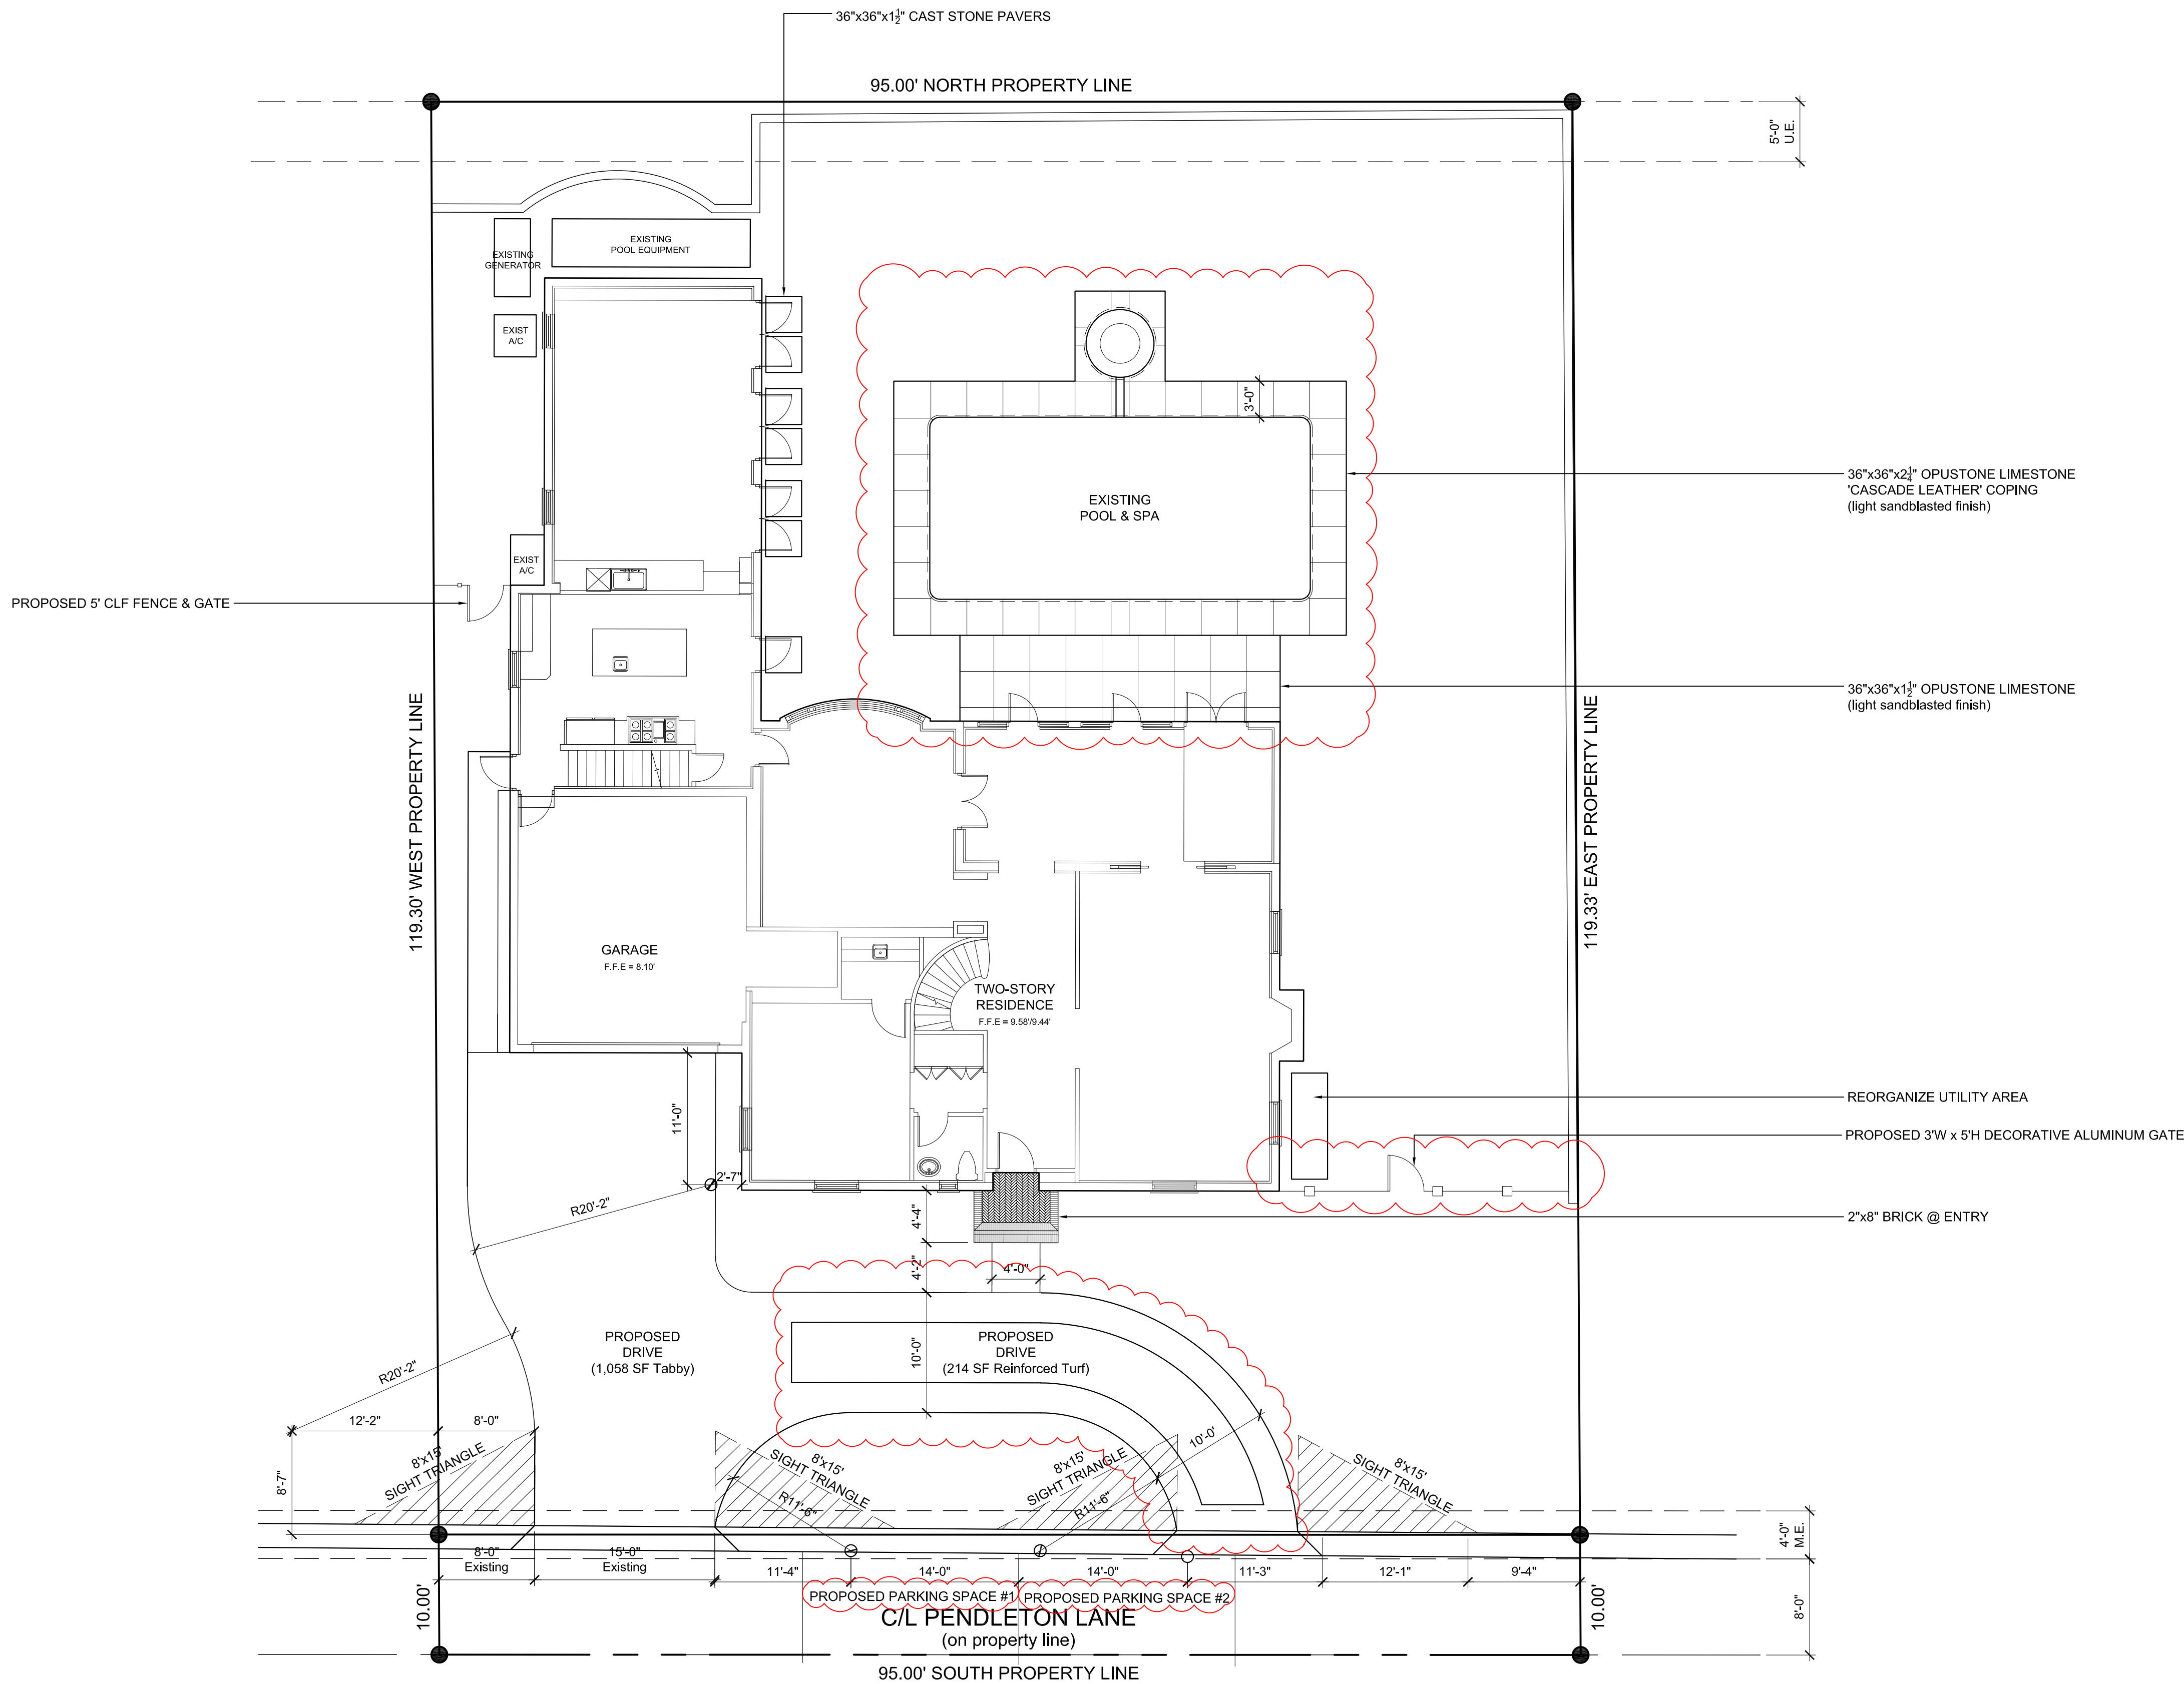 36"x36"x1½" CAST STONE PAVERS
95.00' NORTH PROPERTY LINE
5'-0"
U.E.
EXISTING
GENERATOR
EXISTING
POOL EQUIPMENT
EXIST
A/C
3'-0"
EXISTING
POOL & SPA
36"x36"x2¼" OPUSTONE LIMESTONE
'CASCADE LEATHER' COPING
(light sandblasted finish)
EXIST
A/C
PROPOSED 5' CLF FENCE & GATE
36"x36"x1½" OPUSTONE LIMESTONE
(light sandblasted finish)
119.30' WEST PROPERTY LINE
119.33' EAST PROPERTY LINE
GARAGE
F.F.E = 8.10'
TWO-STORY
RESIDENCE
F.F.E = 9.58'/9.44'
REORGANIZE UTILITY AREA
11'-0"
PROPOSED 3'W x 5'H DECORATIVE ALUMINUM GATE
2'-7"
R20'-2"
4'-4"
2"x8" BRICK @ ENTRY
4'-2"
4'-0"
PROPOSED
DRIVE
(1,058 SF Tabby)
10'-0"
PROPOSED
DRIVE
(214 SF Reinforced Turf)
R20'-2"
12'-2"
8'-0"
10'-0'
8'-7"
8'x15'
SIGHT TRIANGLE
8'x15'
SIGHT TRIANGLE
8'x15'
SIGHT TRIANGLE
8'x15'
SIGHT TRIANGLE
R11'-6"
R11'-6"
4'-0"
M.E.
8'-0"
Existing
15'-0"
Existing
11'-4"
14'-0"
14'-0"
11'-3"
12'-1"
9'-4"
PROPOSED PARKING SPACE #1
PROPOSED PARKING SPACE #2
10.00'
C/L PENDLETON LANE
(on property line)
10.00'
8'-0"
95.00' SOUTH PROPERTY LINE